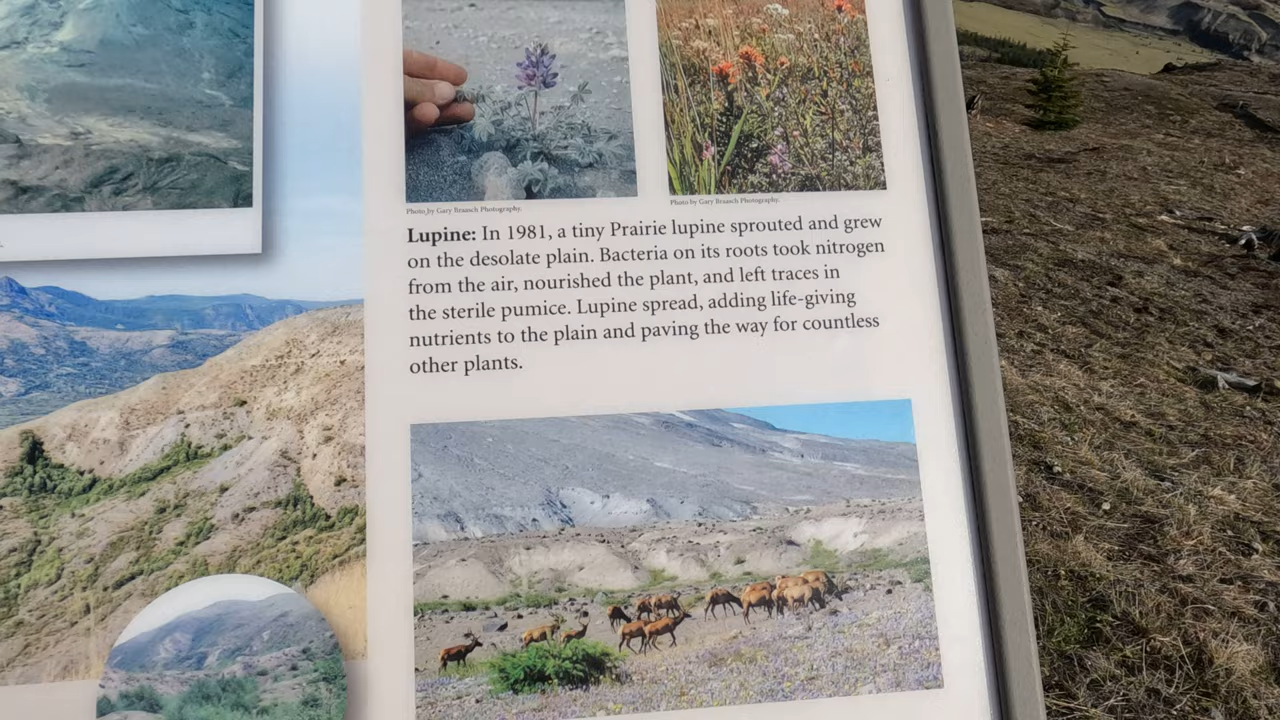 Photo by Gary Braasch Photography.
Photo by Gary Braasch Photography.
Lupine: In 1981, a tiny Prairie lupine sprouted and grew
on the desolate plain. Bacteria on its roots took nitrogen
from the air, nourished the plant, and left traces in
the sterile pumice. Lupine spread, adding life-giving
nutrients to the plain and paving the way for countless
other plants.